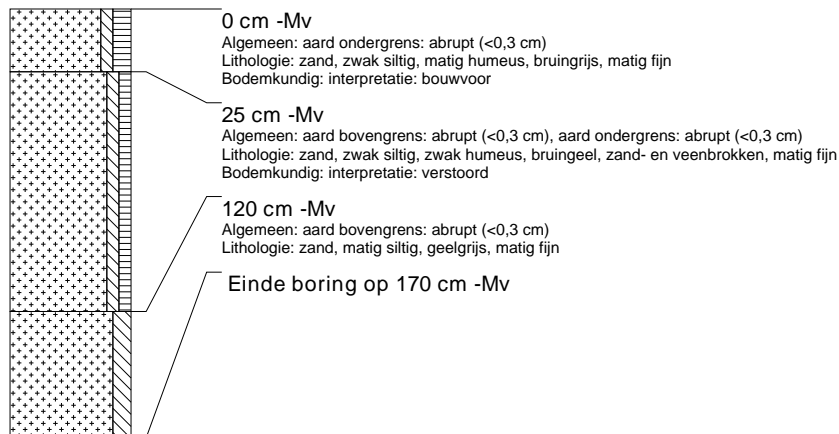 0 cm -Mv
Algemeen: aard ondergrens: abrupt (<0,3 cm)
Lithologie: zand, zwak siltig, matig humeus, bruingrijs, matig fijn
Bodemkundig: interpretatie: bouwvoor
25 cm -Mv
Algemeen: aard bovengrens: abrupt (<0,3 cm), aard ondergrens: abrupt (<0,3 cm)
Lithologie: zand, zwak siltig, zwak humeus, bruingeel, zand- en veenbrokken, matig fijn
Bodemkundig: interpretatie: verstoord
120 cm -Mv
Algemeen: aard bovengrens: abrupt (<0,3 cm)
Lithologie: zand, matig siltig, geelgrijs, matig fijn
Einde boring op 170 cm -Mv